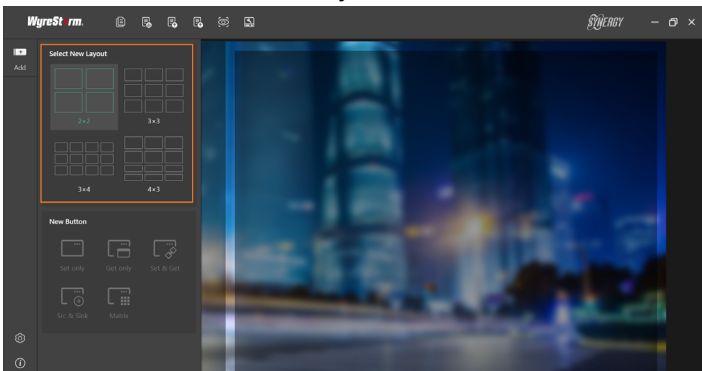 WyreStorm.
SYNERGY
Add
Select New Layout
2×2
3×3
3×4
4×3
New Button
Set only
Get only
Set & Get
Src & Sink
Matrix